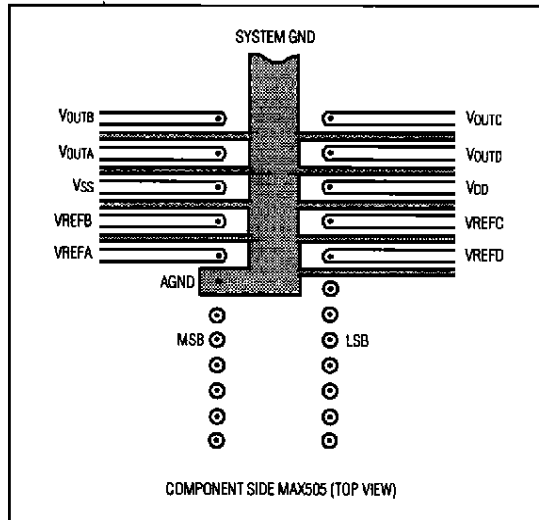 SYSTEM GND
VOUTB VOUTC
VOUTA VOUTD
VSS VDD
VREFB VREFC
VREFA VREFD
AGND
MSB LSB
COMPONENT SIDE MAX505 (TOP VIEW)